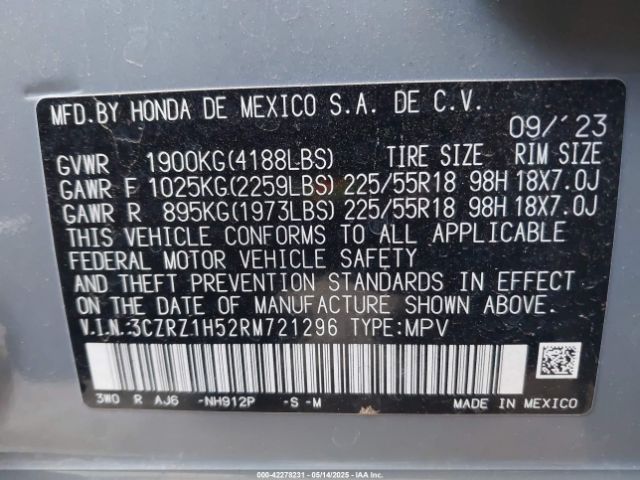 MFD.BY HONDA DE MEXICO S.A. DE C.V.
09/'23
GVWR 1900KG(4188LBS) TIRE SIZE RIM SIZE
GAWR F 1025KG(2259LBS) 225/55R18 98H 18X7.0J
GAWR R 895KG(1973LBS) 225/55R18 98H 18X7.0J
THIS VEHICLE CONFORMS TO ALL APPLICABLE
FEDERAL MOTOR VEHICLE SAFETY
AND THEFT PREVENTION STANDARDS IN EFFECT
ON THE DATE OF MANUFACTURE SHOWN ABOVE.
V.I.N.:3CZRZ1H52RM721296 TYPE:MPV
3W0 R AJ6 -NH912P -S -M MADE IN MEXICO
000-42278231 - 05/14/2025 - IAAI.COM